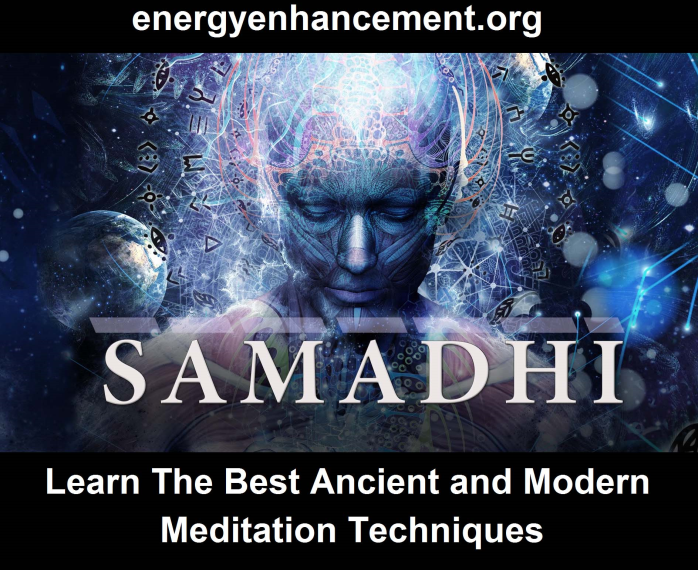 energyenhancement.org
SAMADHI
Learn The Best Ancient and Modern
Meditation Techniques